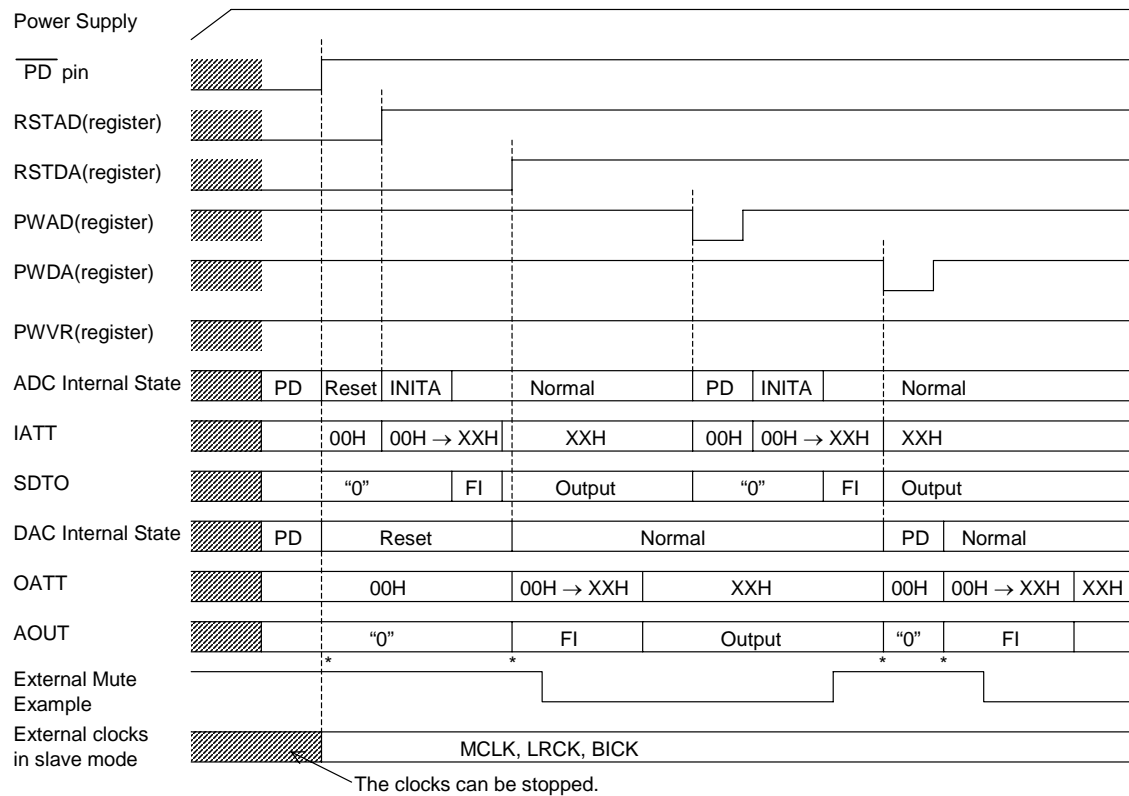 Power Supply
PD pin
RSTAD(register)
RSTDA(register)
PWAD(register)
PWDA(register)
PWVR(register)
ADC Internal State PD Reset INITA Normal PD INITA Normal
IATT 00H 00H → XXH XXH 00H 00H → XXH XXH
SDTO “0” FI Output “0” FI Output
DAC Internal State PD Reset Normal PD Normal
OATT 00H 00H → XXH XXH 00H 00H → XXH XXH
AOUT “0” FI Output “0” FI
* * * *
External Mute
Example
External clocks
in slave mode MCLK, LRCK, BICK
The clocks can be stopped.